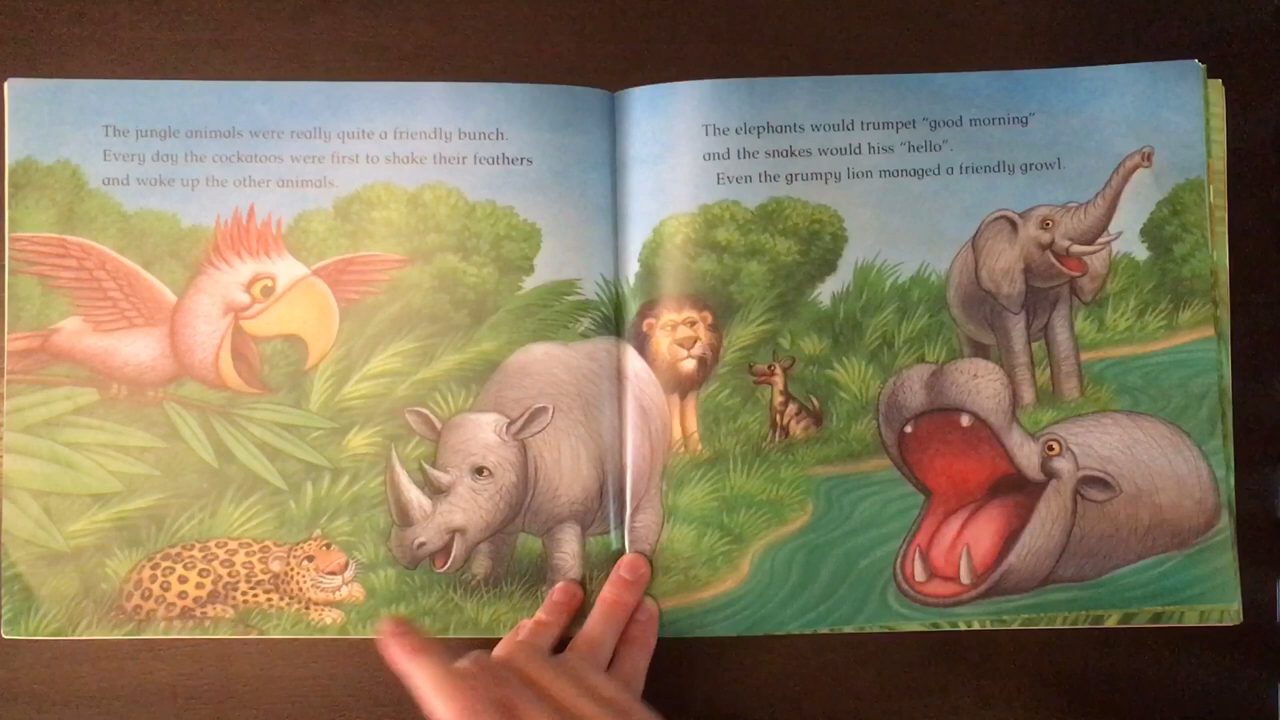 The jungle animals were really quite a friendly bunch.
Every day the cockatoos were first to shake their feathers
and wake up the other animals.
The elephants would trumpet “good morning”
and the snakes would hiss “hello”.
Even the grumpy lion managed a friendly growl.